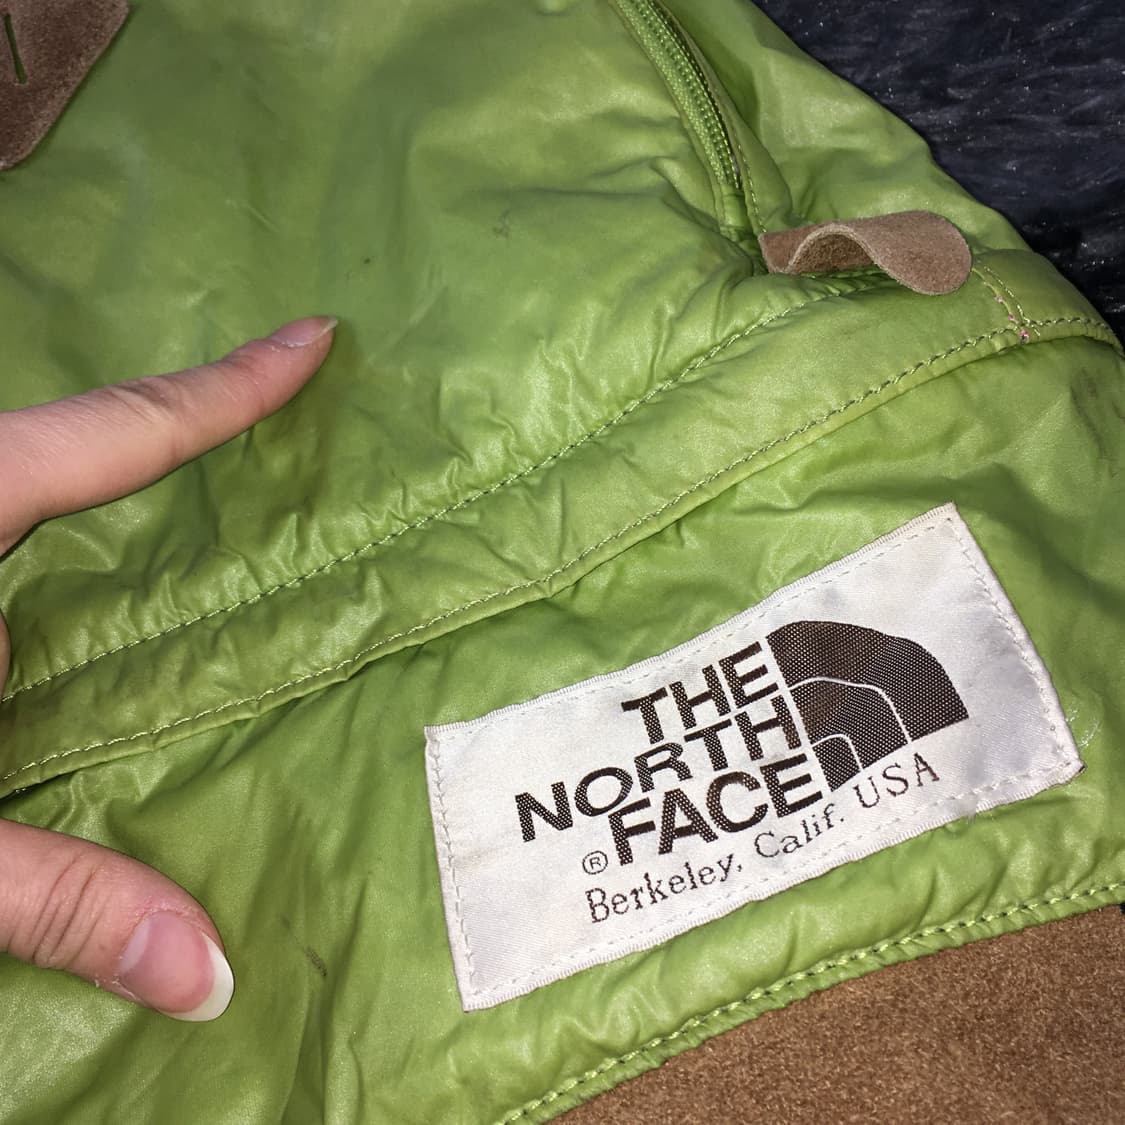 THE
NORTH
FACE
®
Berkeley, Calif. USA